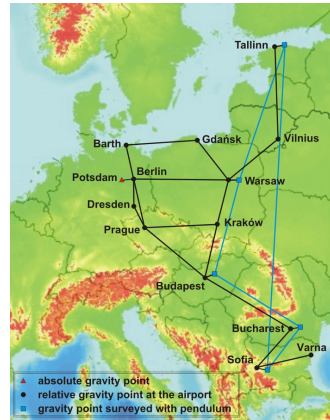 Tallinn
Vilnius
Barth
Gdańsk
Potsdam
Berlin
Warsaw
Dresden
Prague
Kraków
Budapest
Bucharest
Varna
Sofia
absolute gravity point
relative gravity point at the airport
gravity point surveyed with pendulum